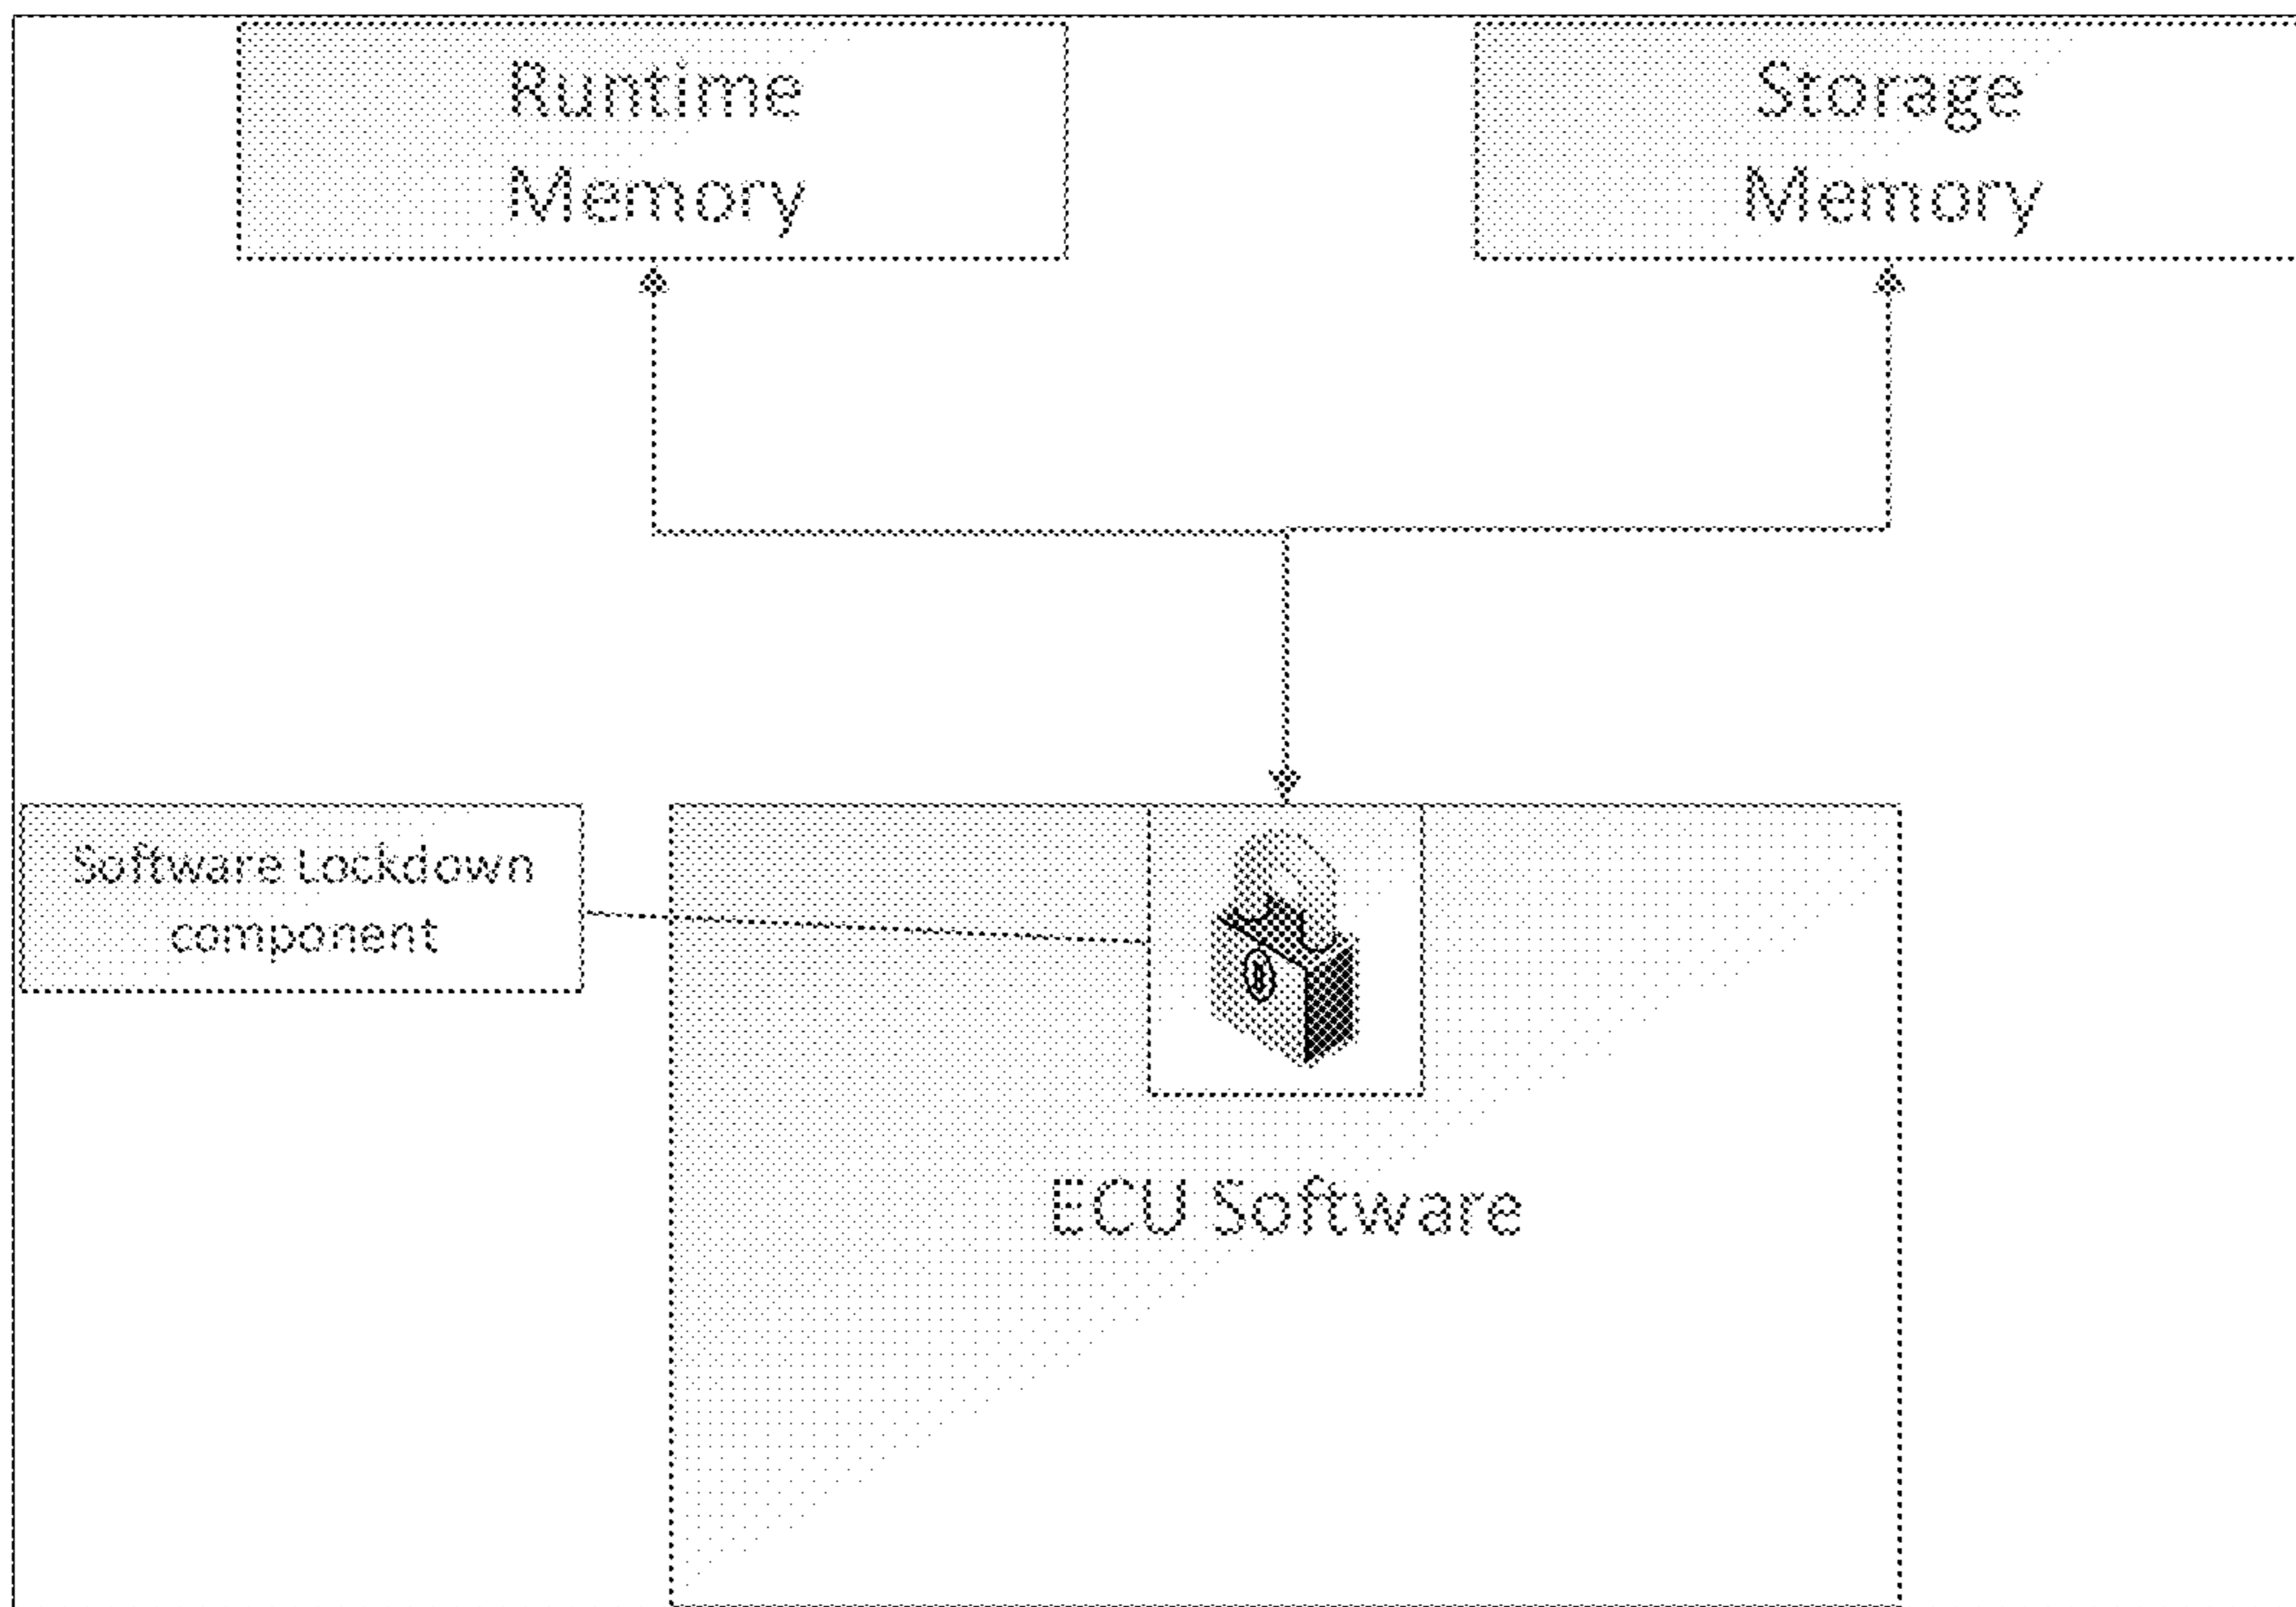 Runtime
Memory
Storage
Memory
Software Lockdown
component
ECU Software